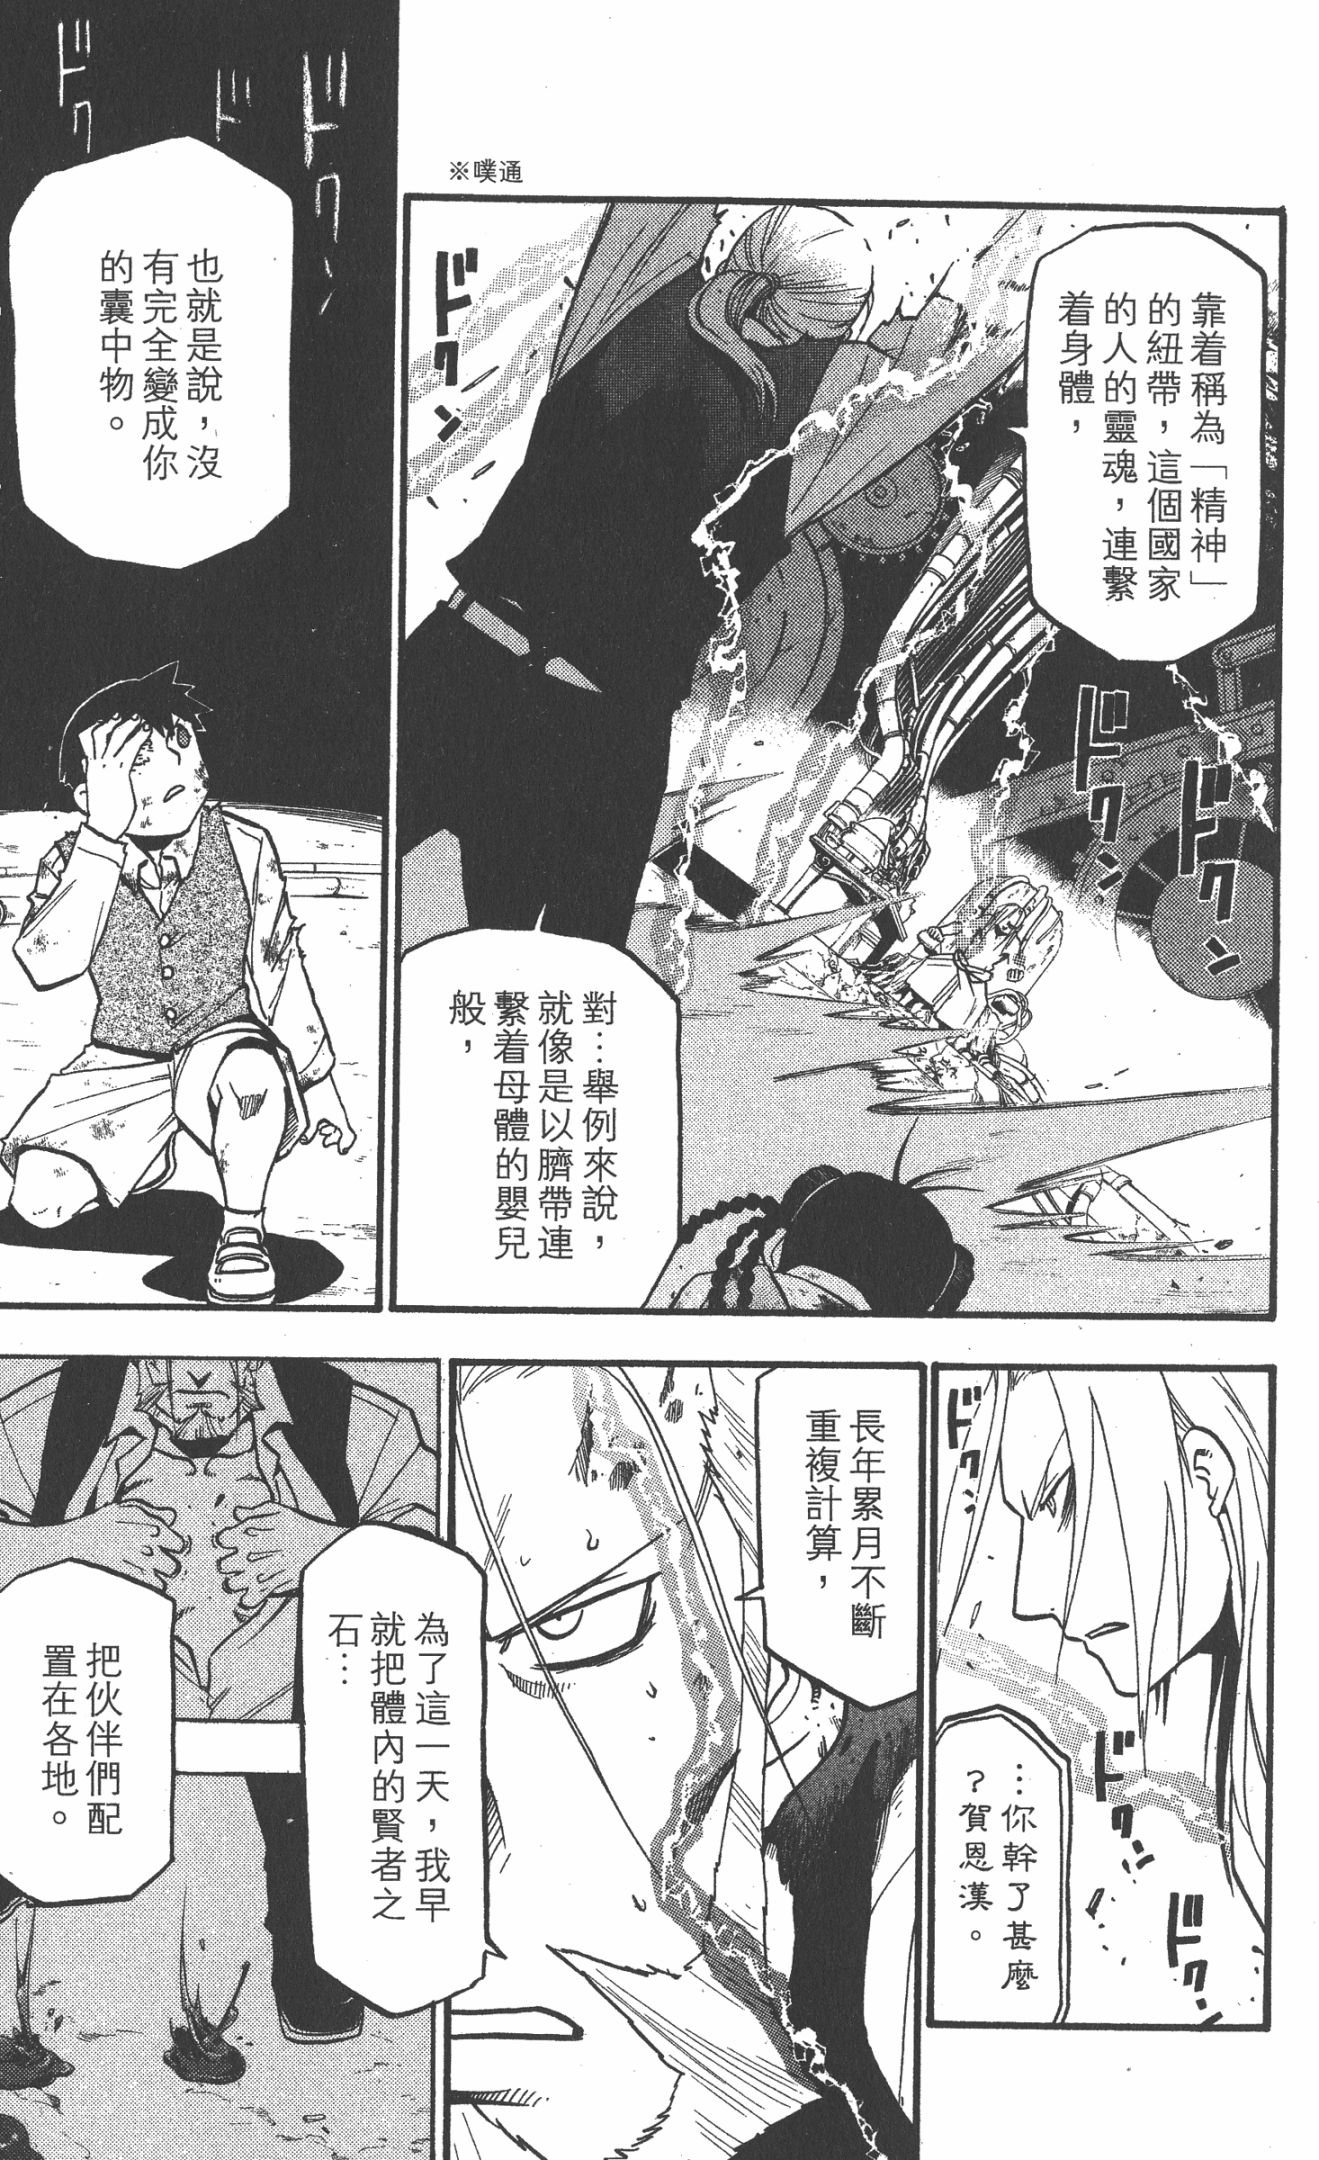 ※噗通
靠着稱為「精神」
的紐帶，這個國家
的人的靈魂，連繫
着身體，
ドクン
ドクン
ドクン
對…舉例來說，
就像是以臍帶連
繫着母體的嬰兒
般，
ドクン
ドクン
也就是說，沒
有完全變成你
的囊中物。
ドクン
ドクン
ドクン
…你幹了甚麼
？賀恩漢。
長年累月不斷
重複計算，
為了這一天，我早
就把體內的賢者之
石…
把伙伴們配
置在各地。